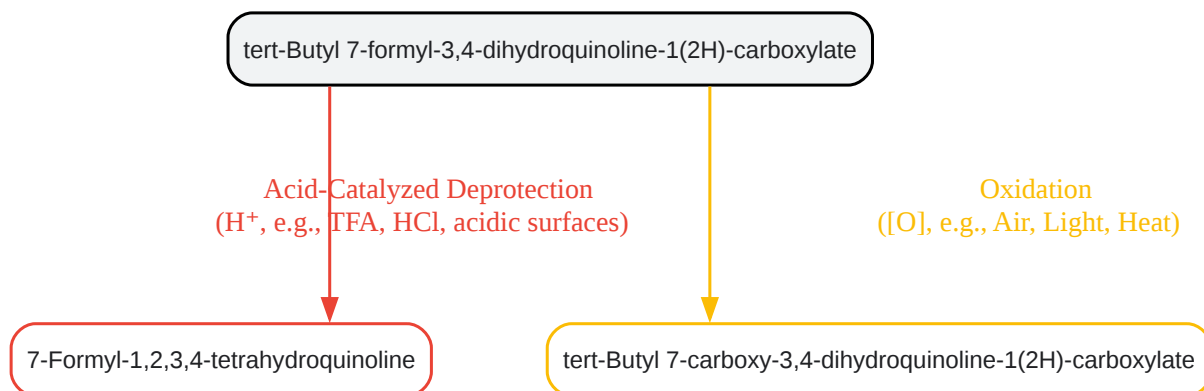 tert-Butyl 7-formyl-3,4-dihydroquinoline-1(2H)-carboxylate
Acid-Catalyzed Deprotection
(H⁺, e.g., TFA, HCl, acidic surfaces)
Oxidation
([O], e.g., Air, Light, Heat)
7-Formyl-1,2,3,4-tetrahydroquinoline
tert-Butyl 7-carboxy-3,4-dihydroquinoline-1(2H)-carboxylate